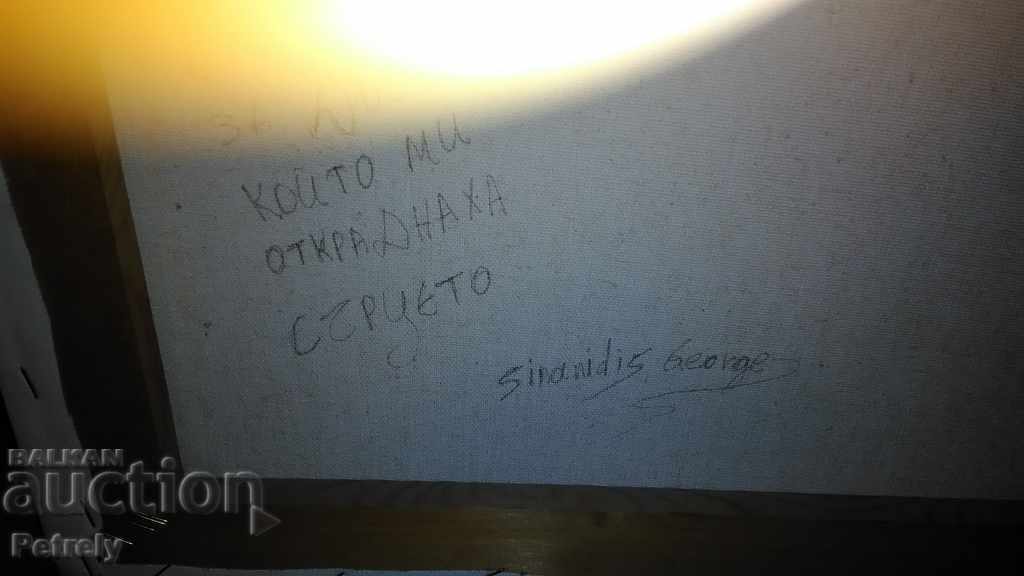 КОЙТО МИ
ОТКРАДНАХА
СЪРЦЕТО
Sinanidis George
BALKAN
auction
Petrely